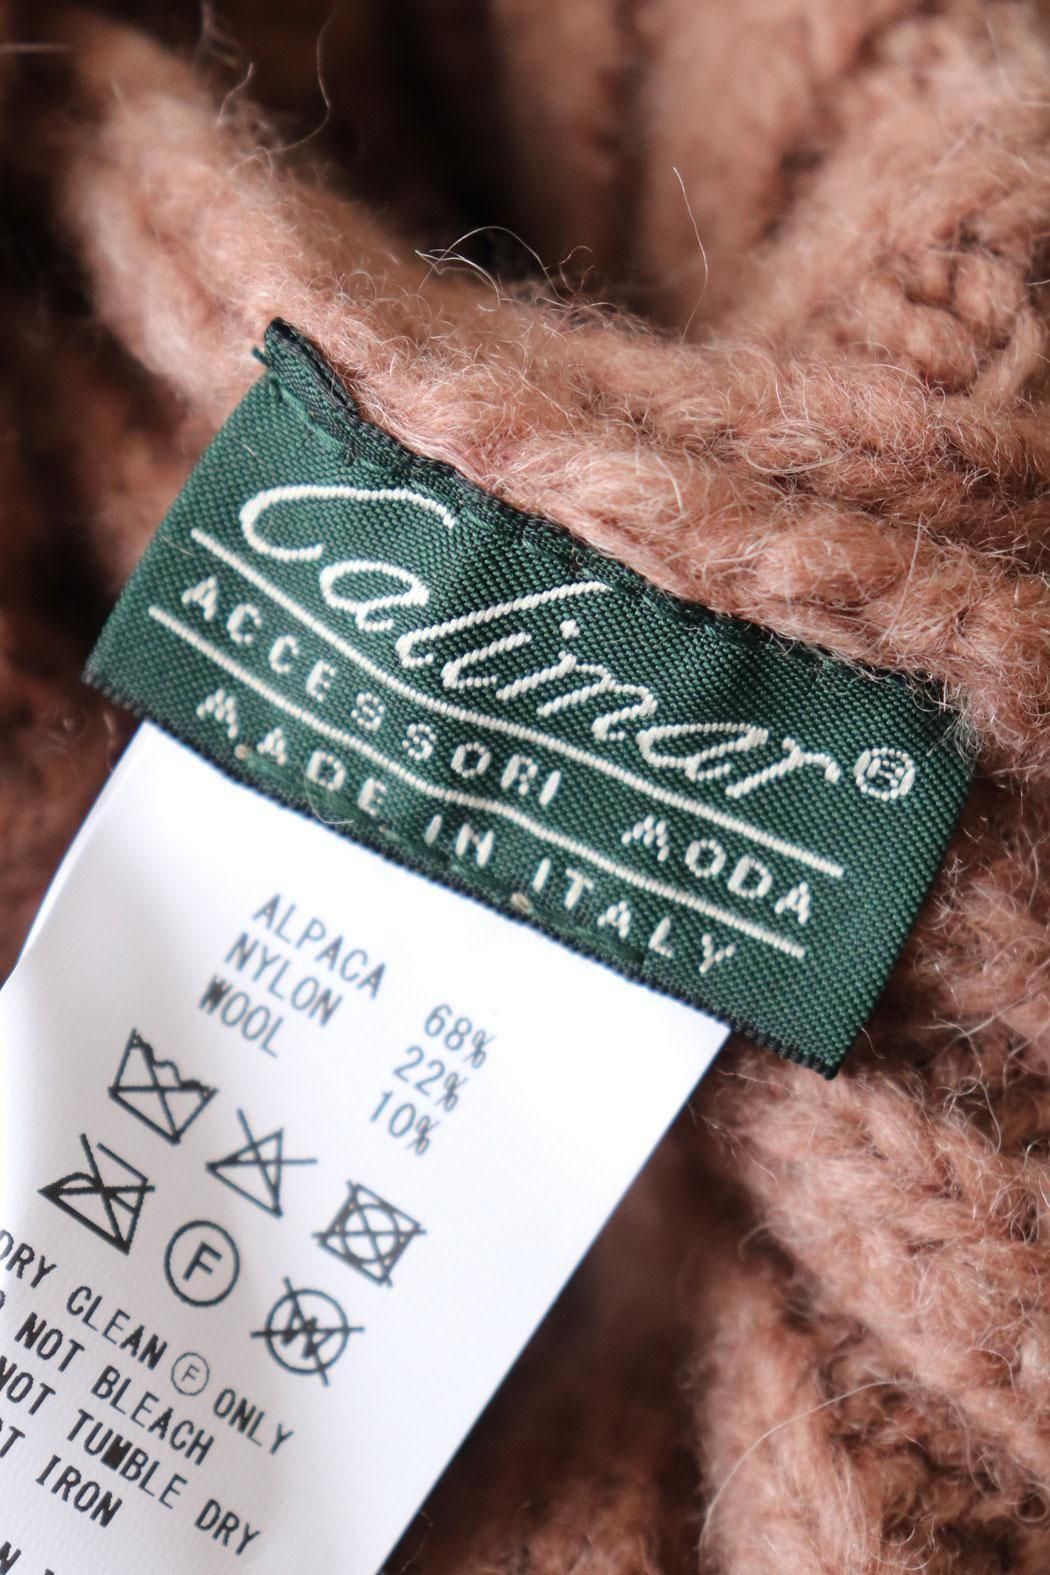 Calimar®
ACCESSORI MODA
MADE IN ITALY
ALPACA 68%
NYLON 22%
WOOL 10%
F
W
DRY CLEAN Ⓕ ONLY
NOT BLEACH
NOT TUMBLE DRY
IRON